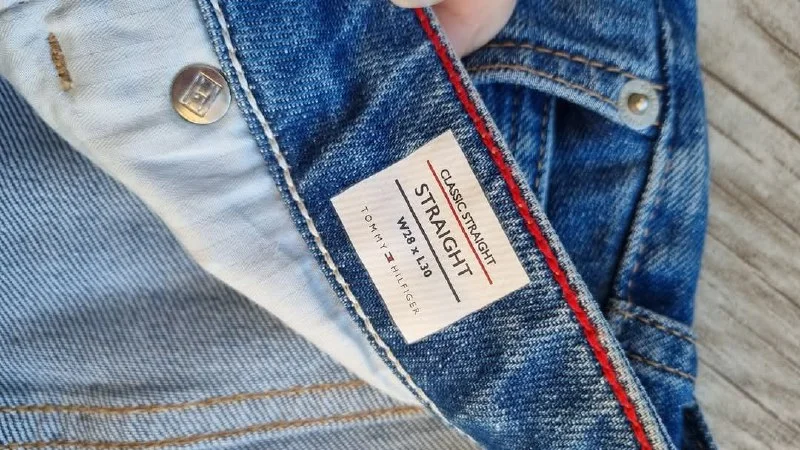 CLASSIC STRAIGHT
STRAIGHT
W28 x L30
TOMMY HILFIGER